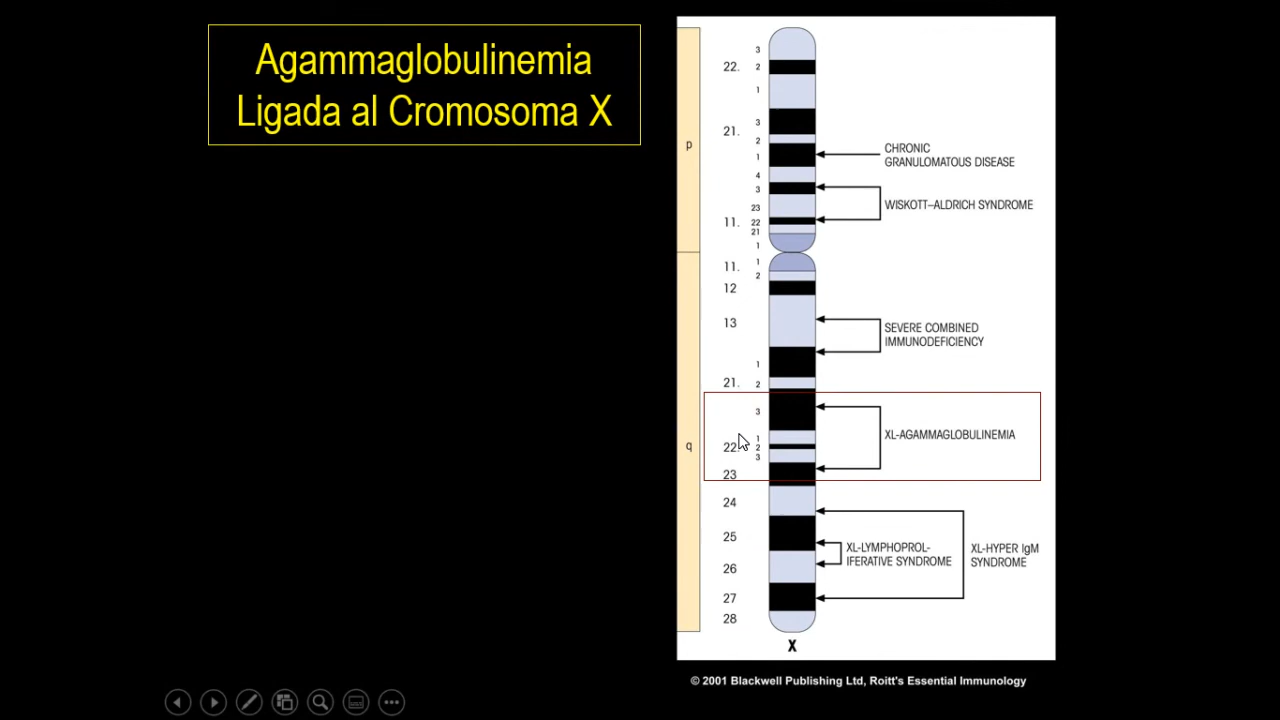 Agammaglobulinemia
Ligada al Cromosoma X
p
3
22. 2
1
3
21.
2
1
4
3
23
11. 22
21
1
CHRONIC
GRANULOMATOUS DISEASE
WISKOTT–ALDRICH SYNDROME
q
11. 1
2
12
13
1
21. 2
3
1
22. 2
3
23
24
25
26
27
28
SEVERE COMBINED
IMMUNODEFICIENCY
XL-AGAMMAGLOBULINEMIA
XL-LYMPHOPROL-
IFERATIVE SYNDROME
XL-HYPER IgM
SYNDROME
X
© 2001 Blackwell Publishing Ltd, Roitt's Essential Immunology